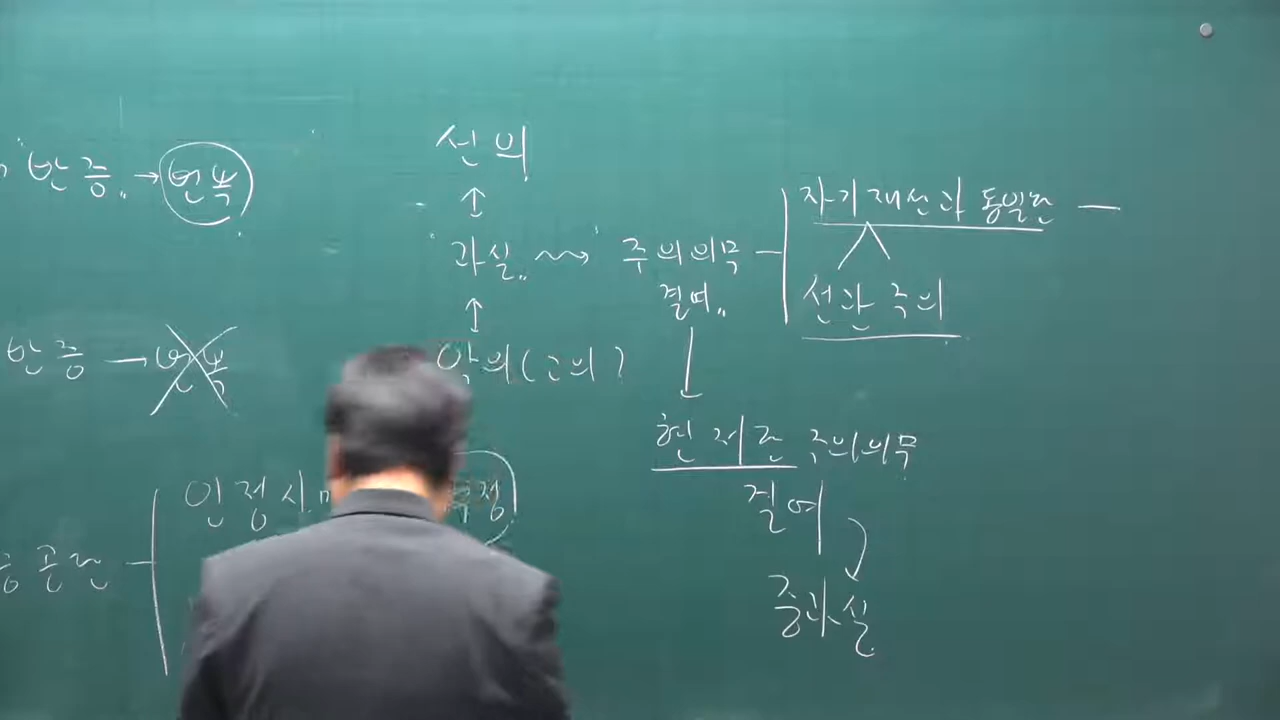 반증 → 번복
반증 → 번복
인정사 정
선의
↕
과실 〰→ 주의의무
결여
↕
악의(고의)
자기재산과 동일한 —
선관주의
현저한 주의의무
결여
중과실